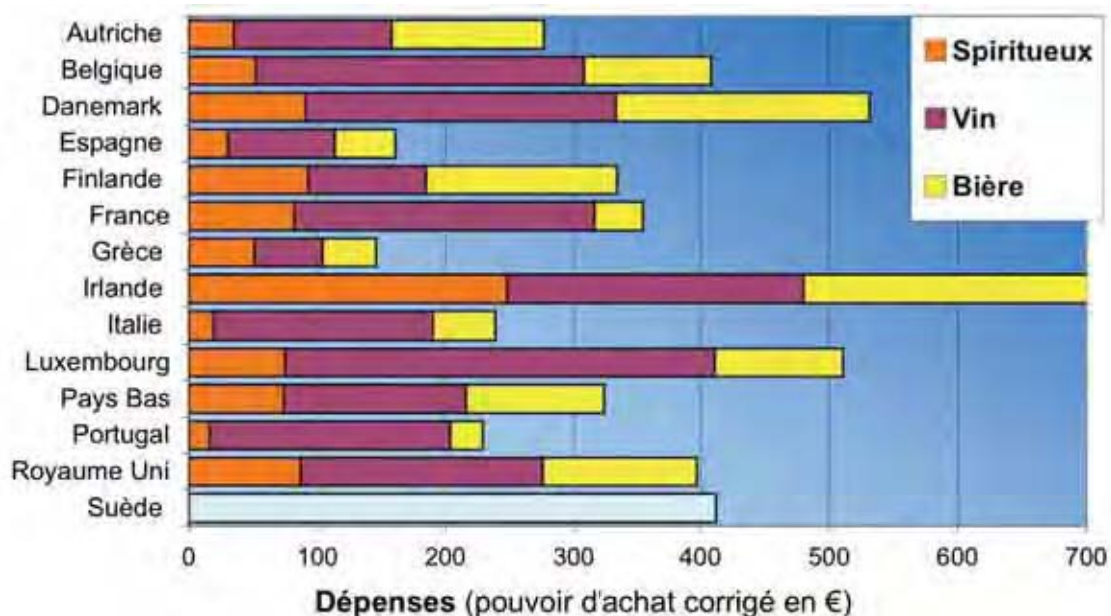 Autriche
Belgique
Danemark
Espagne
Finlande
France
Grèce
Irlande
Italie
Luxembourg
Pays Bas
Portugal
Royaume Uni
Suède
Spiritueux
Vin
Bière
0 100 200 300 400 500 600 700
Dépenses (pouvoir d'achat corrigé en €)